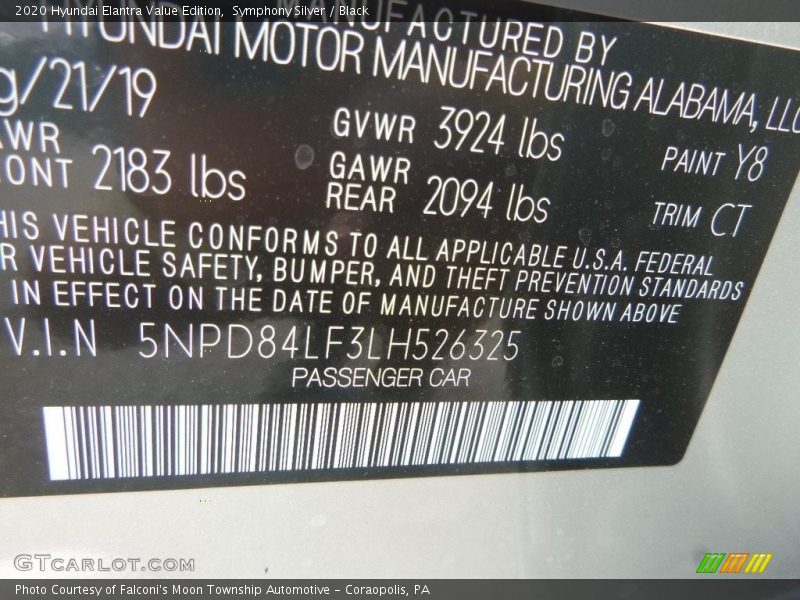 2020 Hyundai Elantra Value Edition, Symphony Silver / Black
MANUFACTURED BY
HYUNDAI MOTOR MANUFACTURING ALABAMA, LLC
g/21/19
GVWR 3924 lbs
PAINT Y8
AWR
ONT 2183 lbs
GAWR
REAR 2094 lbs
TRIM CT
HIS VEHICLE CONFORMS TO ALL APPLICABLE U.S.A. FEDERAL
R VEHICLE SAFETY, BUMPER, AND THEFT PREVENTION STANDARDS
IN EFFECT ON THE DATE OF MANUFACTURE SHOWN ABOVE
V.I.N 5NPD84LF3LH526325
PASSENGER CAR
GTCARLOT.COM
Photo Courtesy of Falconi's Moon Township Automotive - Coraopolis, PA